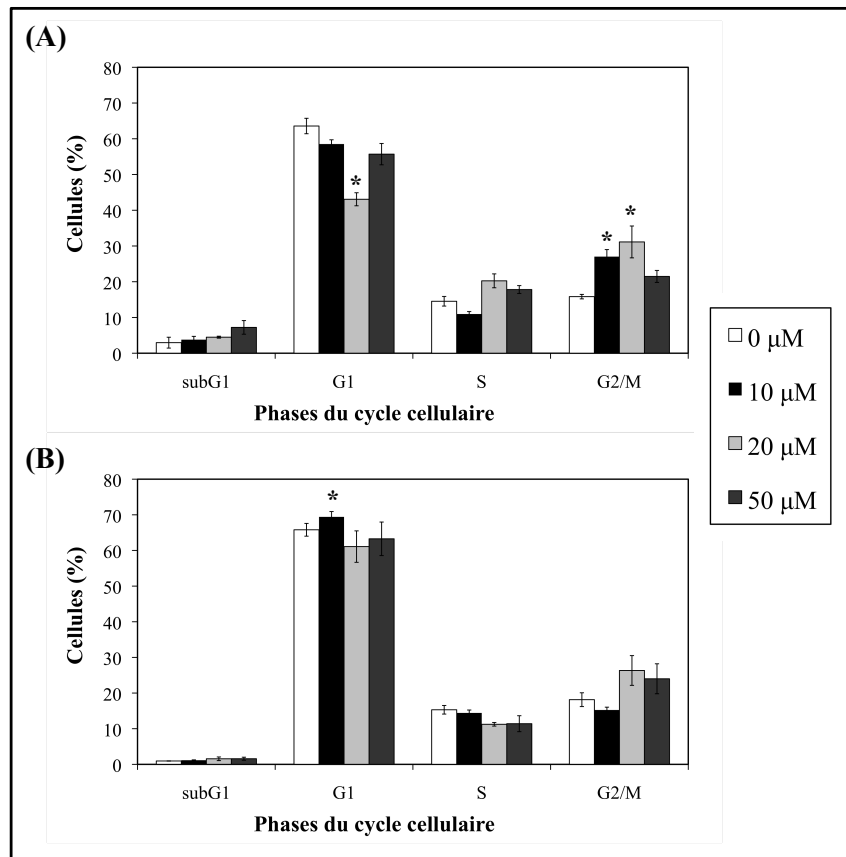 (A)
80
70
60
50
40
30
20
10
0
Cellules (%)
*
*
*
subG1 G1 S G2/M
Phases du cycle cellulaire
0 µM
10 µM
20 µM
50 µM
(B)
80
70
60
50
40
30
20
10
0
Cellules (%)
*
subG1 G1 S G2/M
Phases du cycle cellulaire